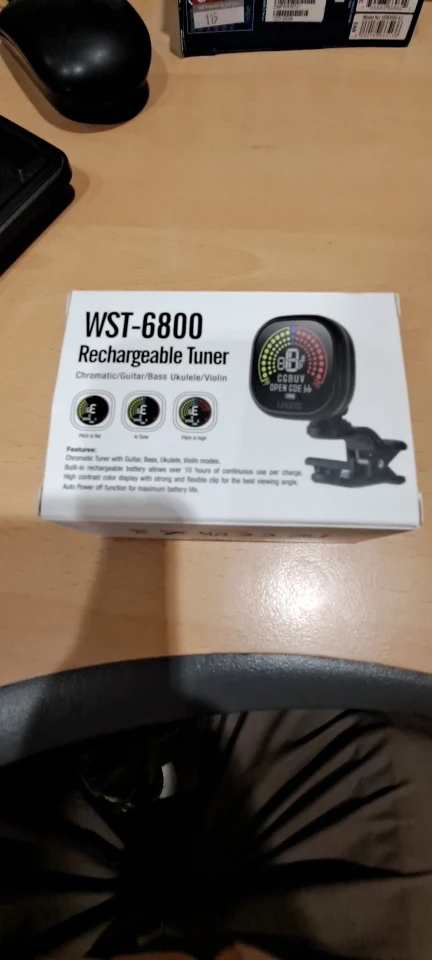 115
WST-6800
Rechargeable Tuner
Chromatic/Guitar/Bass Ukulele/Violin
CGBUV
OPEN GDE
Pitch is flat
In Tune
Pitch is high
Features:
Chromatic Tuner with Guitar, Bass, Ukulele, Violin modes.
Built-in rechargeable battery allows over 10 hours of continuous use per charge.
High contrast color display with strong and flexible clip for the best viewing angle.
Auto Power off function for maximum battery life.